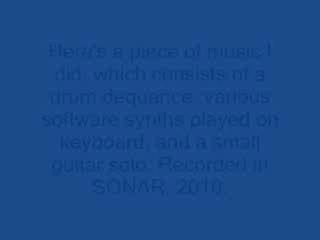 Here's a piece of music I
did, which consists of a
drum dequance, various
software synths played on
keyboard, and a small
guitar solo. Recorded in
SONAR, 2010.